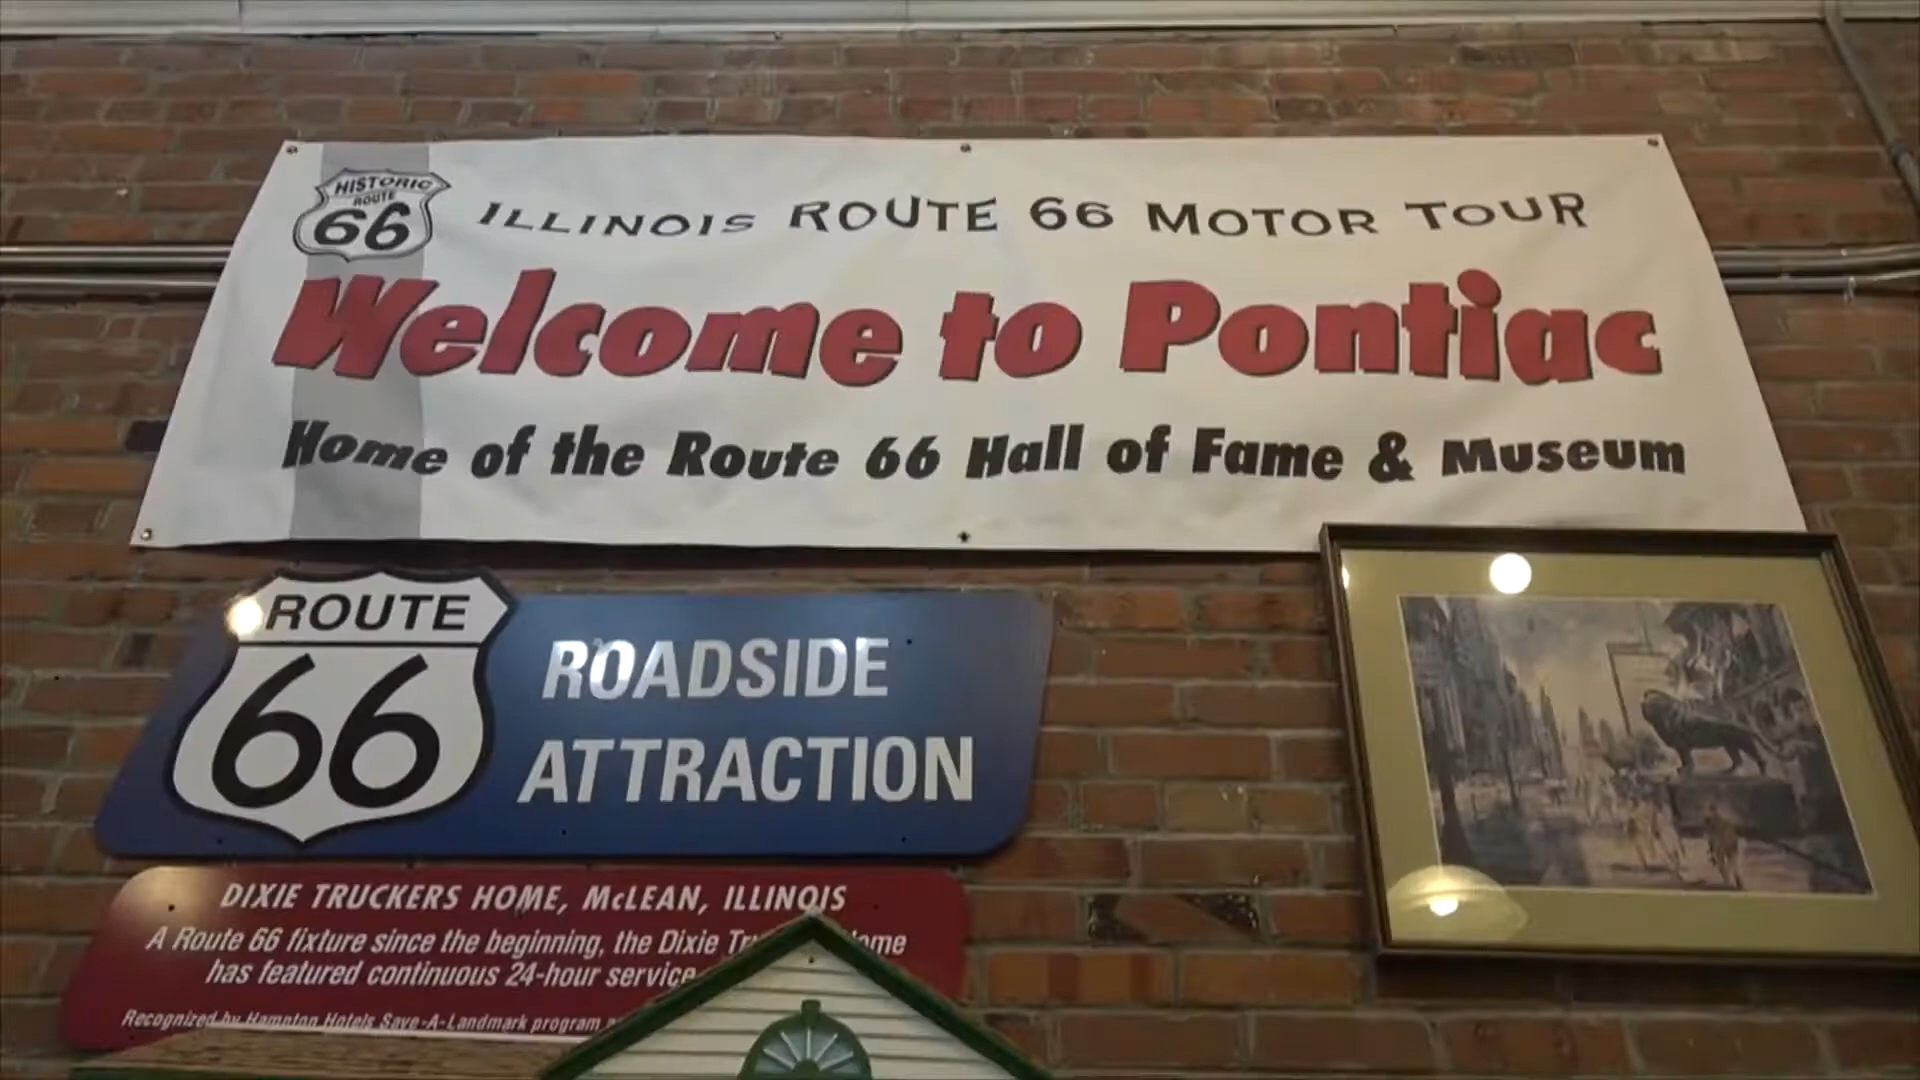 HISTORIC
ROUTE
66
ILLINOIS ROUTE 66 MOTOR TOUR
Welcome to Pontiac
Home of the Route 66 Hall of Fame & Museum
ROUTE
66
ROADSIDE
ATTRACTION
DIXIE TRUCKERS HOME, McLEAN, ILLINOIS
A Route 66 fixture since the beginning, the Dixie
has featured continuous 24-hour service
Recognized by Hampton Hotels Save-A-Landmark program